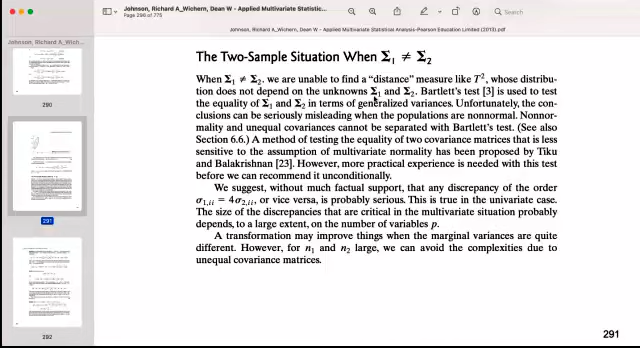 Johnson, Richard A_Wichern, Dean W - Applied Multivariate Statistic...
Page 298 of 775
Search
Johnson, Richard A_Wichern, Dean W - Applied Multivariate Statistical Analysis-Pearson Education Limited (2013).pdf
Johnson, Richard A_Wich...
290
291
292
The Two-Sample Situation When Σ₁ ≠ Σ₂
When Σ₁ ≠ Σ₂. we are unable to find a “distance” measure like T², whose distribu-
tion does not depend on the unknowns Σ₁ and Σ₂. Bartlett’s test [3] is used to test
the equality of Σ₁ and Σ₂ in terms of generalized variances. Unfortunately, the con-
clusions can be seriously misleading when the populations are nonnormal. Nonnor-
mality and unequal covariances cannot be separated with Bartlett’s test. (See also
Section 6.6.) A method of testing the equality of two covariance matrices that is less
sensitive to the assumption of multivariate normality has been proposed by Tiku
and Balakrishnan [23]. However, more practical experience is needed with this test
before we can recommend it unconditionally.
We suggest, without much factual support, that any discrepancy of the order
σ₁,ᵢᵢ = 4σ₂,ᵢᵢ, or vice versa, is probably serious. This is true in the univariate case.
The size of the discrepancies that are critical in the multivariate situation probably
depends, to a large extent, on the number of variables p.
A transformation may improve things when the marginal variances are quite
different. However, for n₁ and n₂ large, we can avoid the complexities due to
unequal covariance matrices.
291